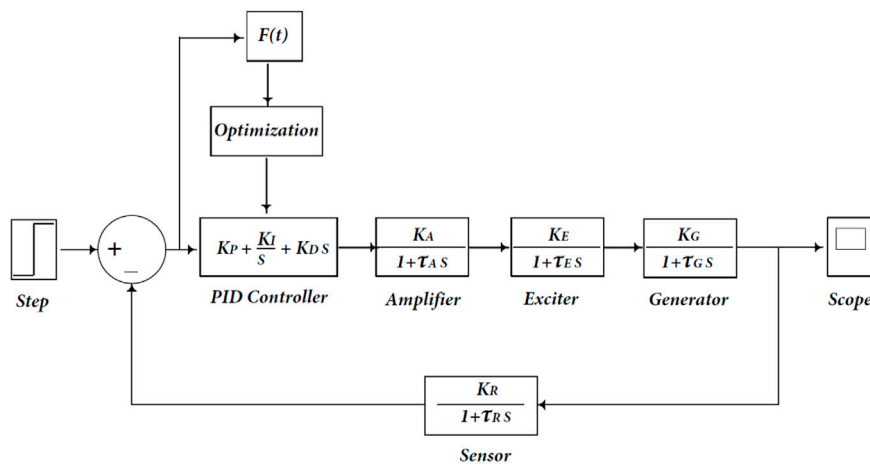 F(t)
Optimization
+
−
KP + KI/S + KD S
KA
1+τA S
KE
1+τE S
KG
1+τG S
Step
PID Controller
Amplifier
Exciter
Generator
Scope
KR
1+τR S
Sensor